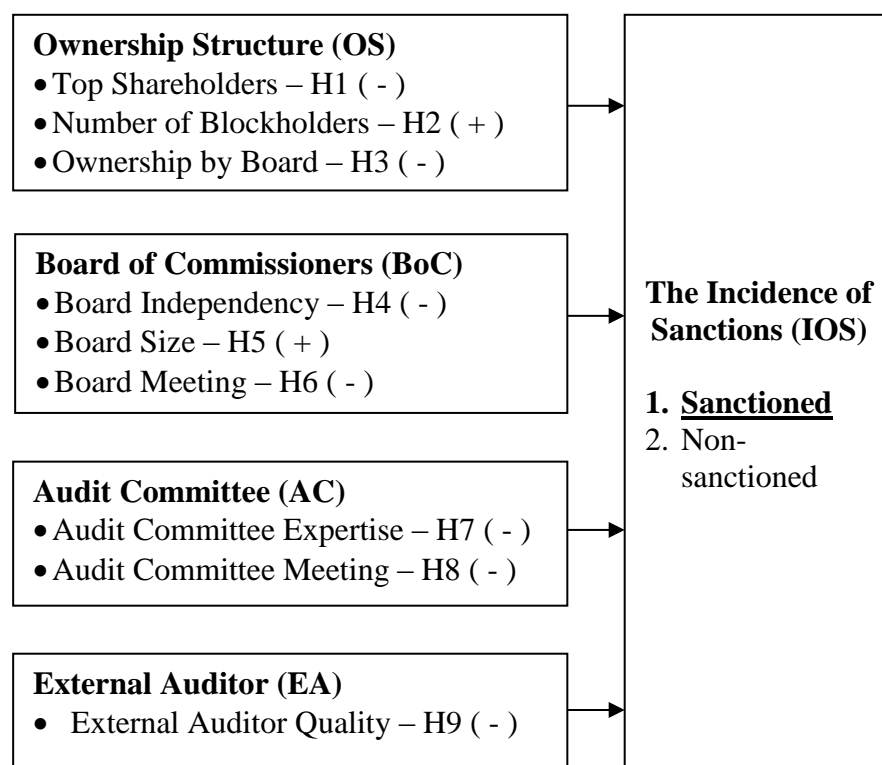 Ownership Structure (OS)
• Top Shareholders – H1 ( - )
• Number of Blockholders – H2 ( + )
• Ownership by Board – H3 ( - )
Board of Commissioners (BoC)
• Board Independency – H4 ( - )
• Board Size – H5 ( + )
• Board Meeting – H6 ( - )
Audit Committee (AC)
• Audit Committee Expertise – H7 ( - )
• Audit Committee Meeting – H8 ( - )
External Auditor (EA)
• External Auditor Quality – H9 ( - )
The Incidence of
Sanctions (IOS)
1. Sanctioned
2. Non-
sanctioned